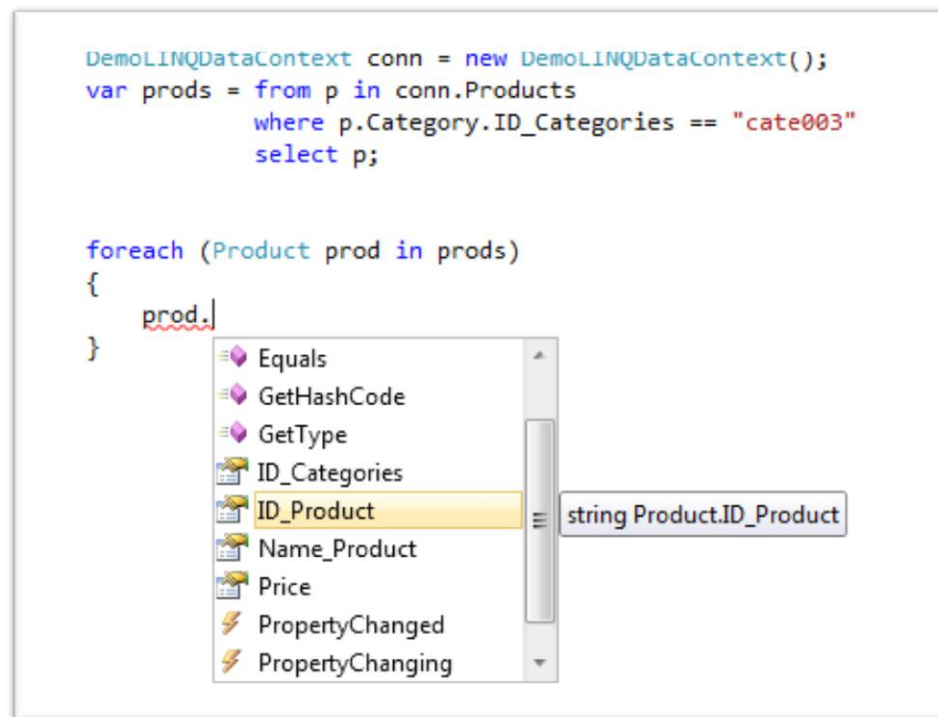 DemoLINQDataContext conn = new DemoLINQDataContext();
var prods = from p in conn.Products
where p.Category.ID_Categories == "cate003"
select p;
foreach (Product prod in prods)
{
prod.
}
Equals
GetHashCode
GetType
ID_Categories
ID_Product
string Product.ID_Product
Name_Product
Price
PropertyChanged
PropertyChanging